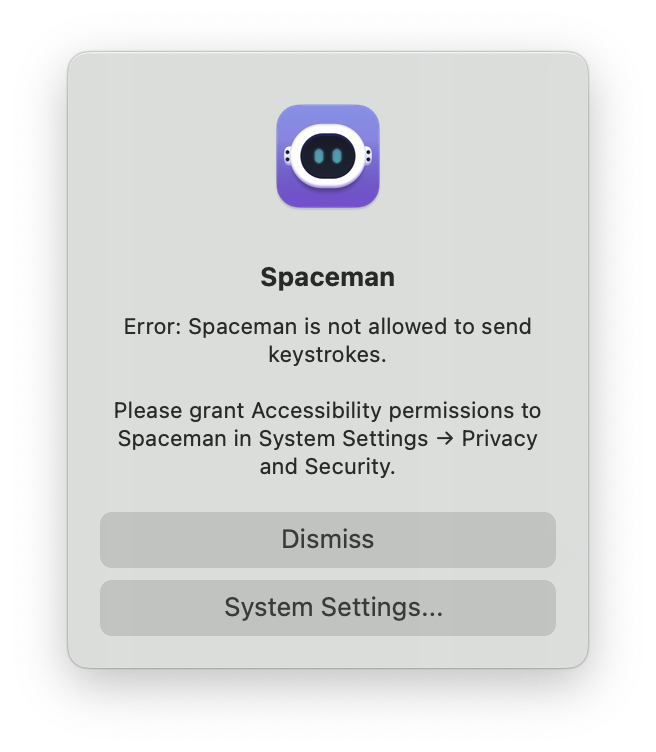 Spaceman
Error: Spaceman is not allowed to send
keystrokes.
Please grant Accessibility permissions to
Spaceman in System Settings → Privacy
and Security.
Dismiss
System Settings...